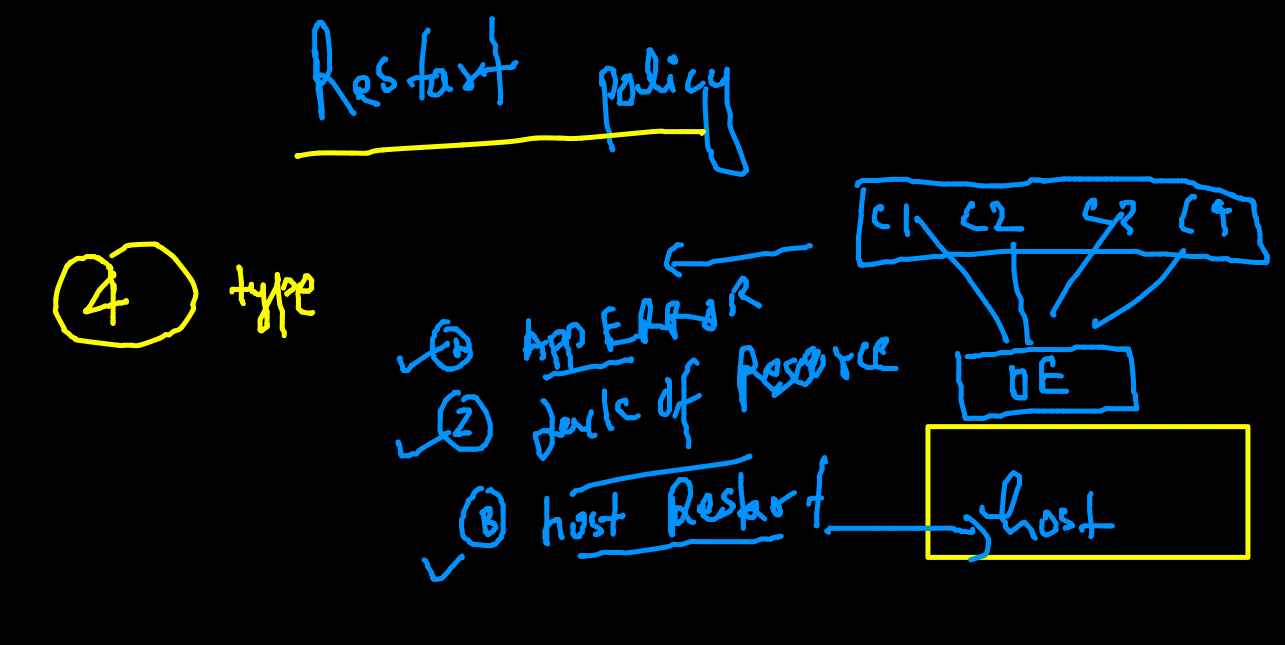 Restart policy
C1 C2 C3 C4
4 type
1 App ERROR
2 lack of Resource
DE
3 host Restart
host